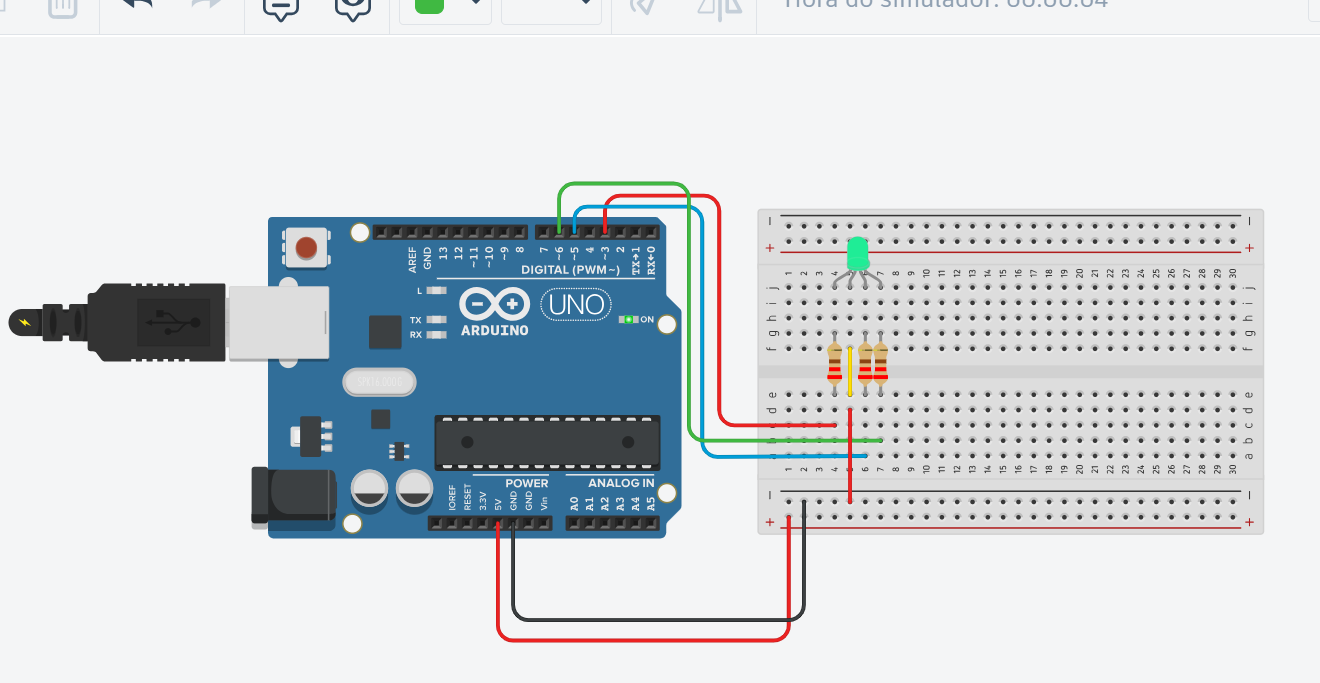 Hora do simulador: 00:00:04
AREF
GND
13
12
~11
~10
~9
8
7
~6
~5
4
~3
2
TX→1
RX←0
DIGITAL (PWM~)
L
TX
RX
ARDUINO
UNO
ON
POWER
ANALOG IN
IOREF
RESET
3.3V
5V
GND
GND
Vin
A0
A1
A2
A3
A4
A5
1 2 3 4 5 6 7 8 9 10 11 12 13 14 15 16 17 18 19 20 21 22 23 24 25 26 27 28 29 30
j j
i i
h h
g g
f f
e e
d d
c c
b b
a a
1 2 3 4 5 6 7 8 9 10 11 12 13 14 15 16 17 18 19 20 21 22 23 24 25 26 27 28 29 30